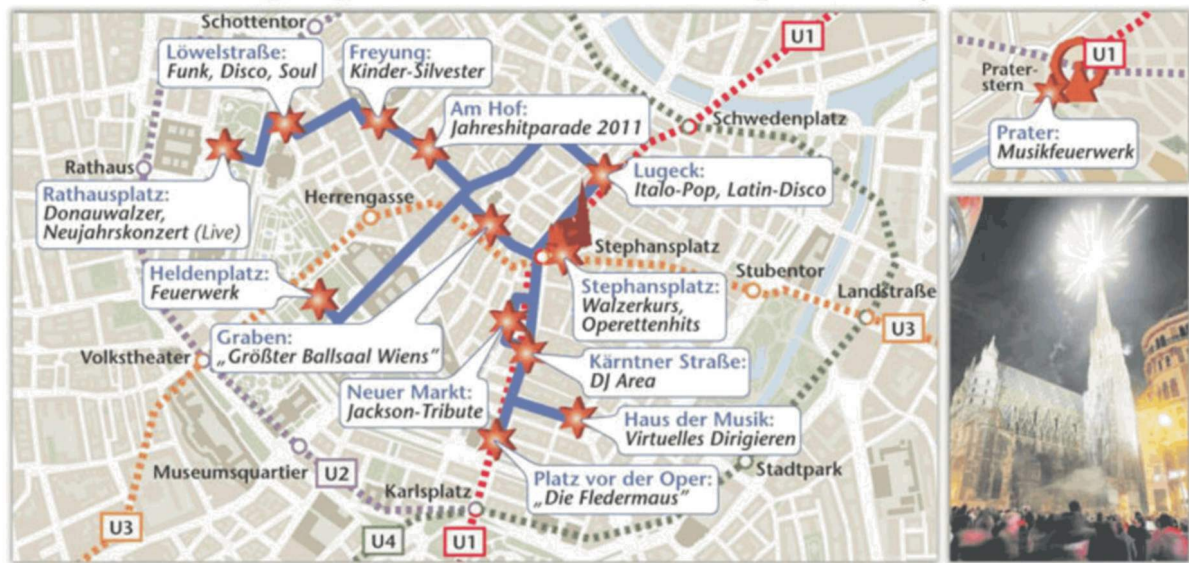 Schottentor
U1
Löwelstraße:
Funk, Disco, Soul
Freyung:
Kinder-Silvester
Am Hof:
Jahreshitparade 2011
Schwedenplatz
Rathaus
Rathausplatz:
Donauwalzer,
Neujahrskonzert (Live)
Herrengasse
Lugeck:
Italo-Pop, Latin-Disco
Stephansplatz
Stubentor
Landstraße
U3
Heldenplatz:
Feuerwerk
Stephansplatz:
Walzerkurs,
Operettenhits
Graben:
„Größter Ballsaal Wiens"
Volkstheater
Kärntner Straße:
DJ Area
Neuer Markt:
Jackson-Tribute
Haus der Musik:
Virtuelles Dirigieren
Museumsquartier
U2
Stadtpark
Platz vor der Oper:
„Die Fledermaus"
Karlsplatz
U3
U4
U1
U1
Prater-
stern
Prater:
Musikfeuerwerk